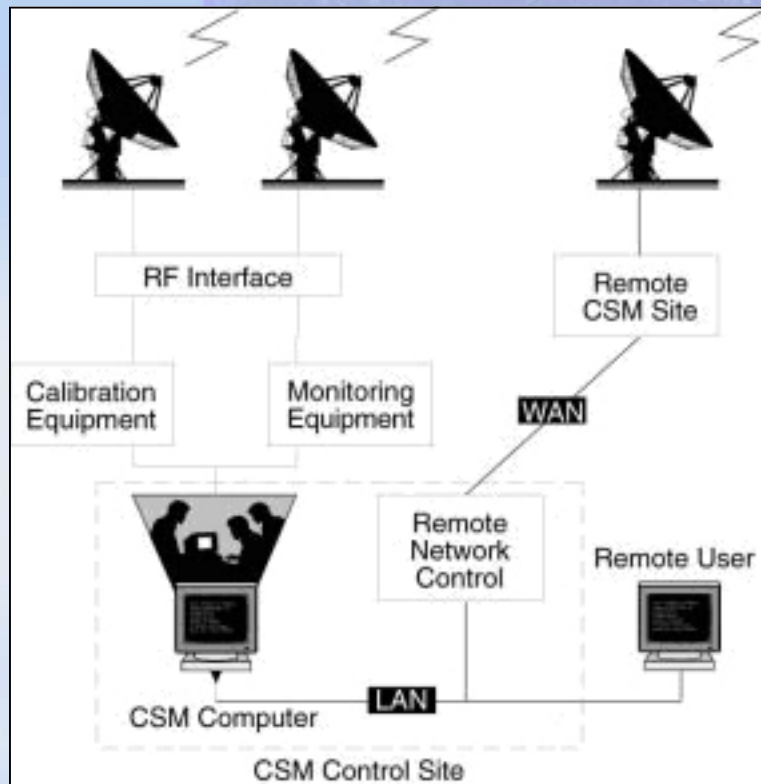 RF Interface
Remote
CSM Site
Calibration
Equipment
Monitoring
Equipment
WAN
Remote
Network
Control
Remote User
LAN
CSM Computer
CSM Control Site